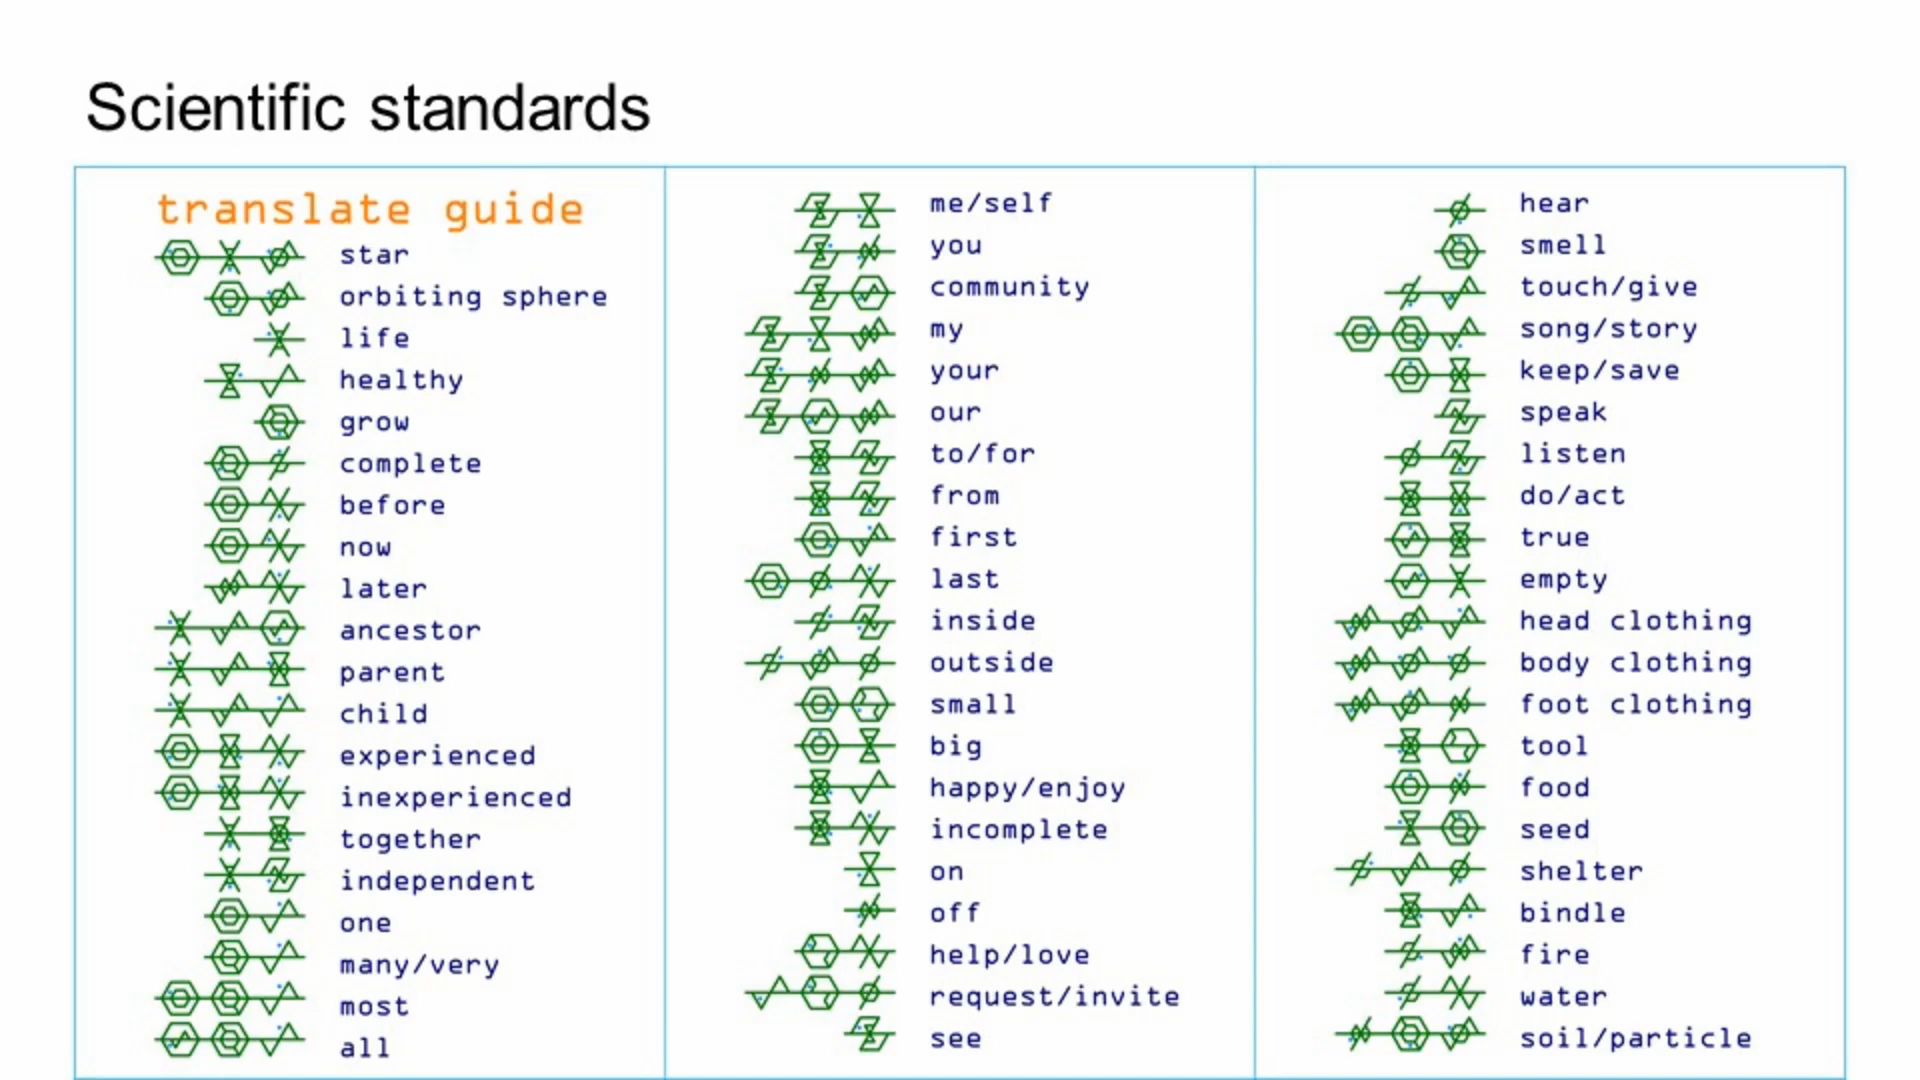 Scientific standards
translate guide
star
orbiting sphere
life
healthy
grow
complete
before
now
later
ancestor
parent
child
experienced
inexperienced
together
independent
one
many/very
most
all
me/self
you
community
my
your
our
to/for
from
first
last
inside
outside
small
big
happy/enjoy
incomplete
on
off
help/love
request/invite
see
hear
smell
touch/give
song/story
keep/save
speak
listen
do/act
true
empty
head clothing
body clothing
foot clothing
tool
food
seed
shelter
bindle
fire
water
soil/particle